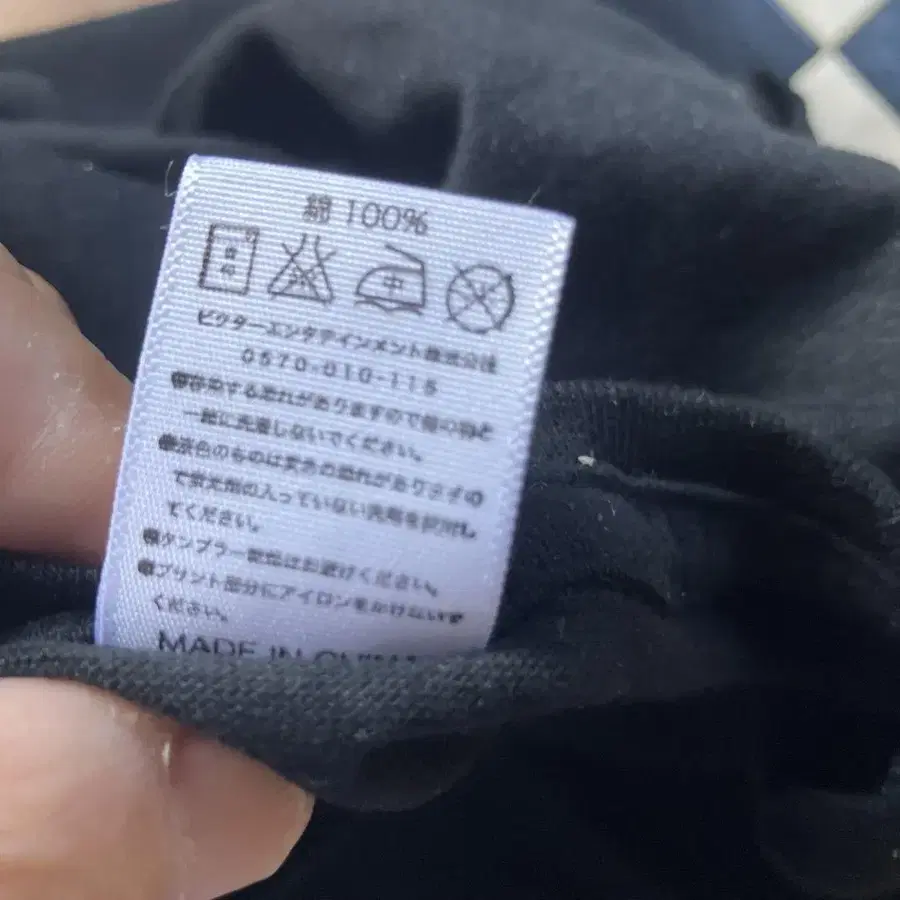 綿 100%
中
ビクターエンタテインメント株式会社
0570-010-115
移染する恐れがありますので他の物と
一緒に洗濯しないでください。
淡色のものは変色の恐れがありますの
で蛍光剤の入っていない洗剤を使用し
てください。
タンブラー乾燥はお避けください。
プリント部分にアイロンをかけないで
ください。
MADE IN CHINA